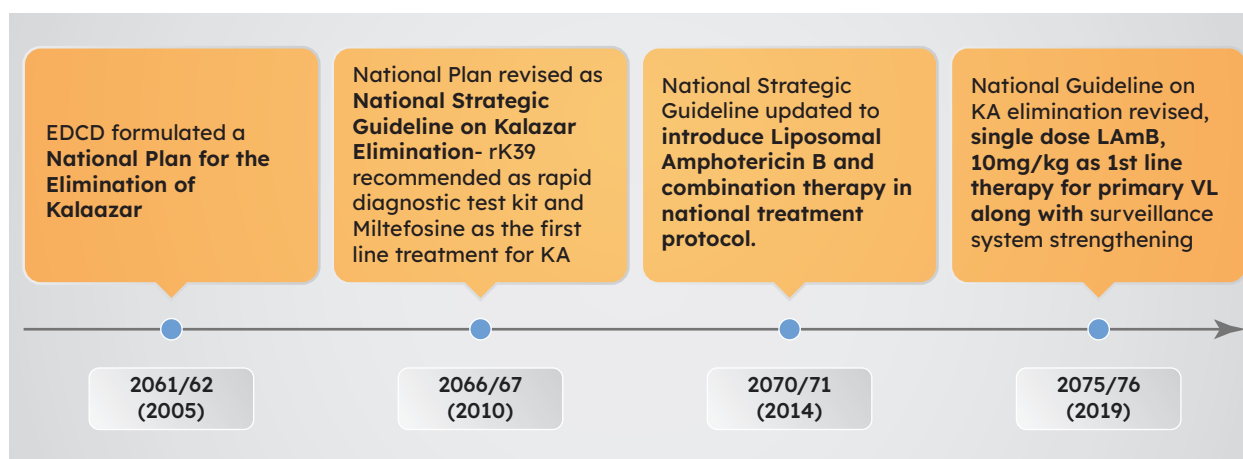 EDCD formulated a
National Plan for the
Elimination of
Kalaazar
National Plan revised as
National Strategic
Guideline on Kalazar
Elimination- rK39
recommended as rapid
diagnostic test kit and
Miltefosine as the first
line treatment for KA
National Strategic
Guideline updated to
introduce Liposomal
Amphotericin B and
combination therapy in
national treatment
protocol.
National Guideline on
KA elimination revised,
single dose LAmB,
10mg/kg as 1st line
therapy for primary VL
along with surveillance
system strengthening
2061/62
(2005)
2066/67
(2010)
2070/71
(2014)
2075/76
(2019)